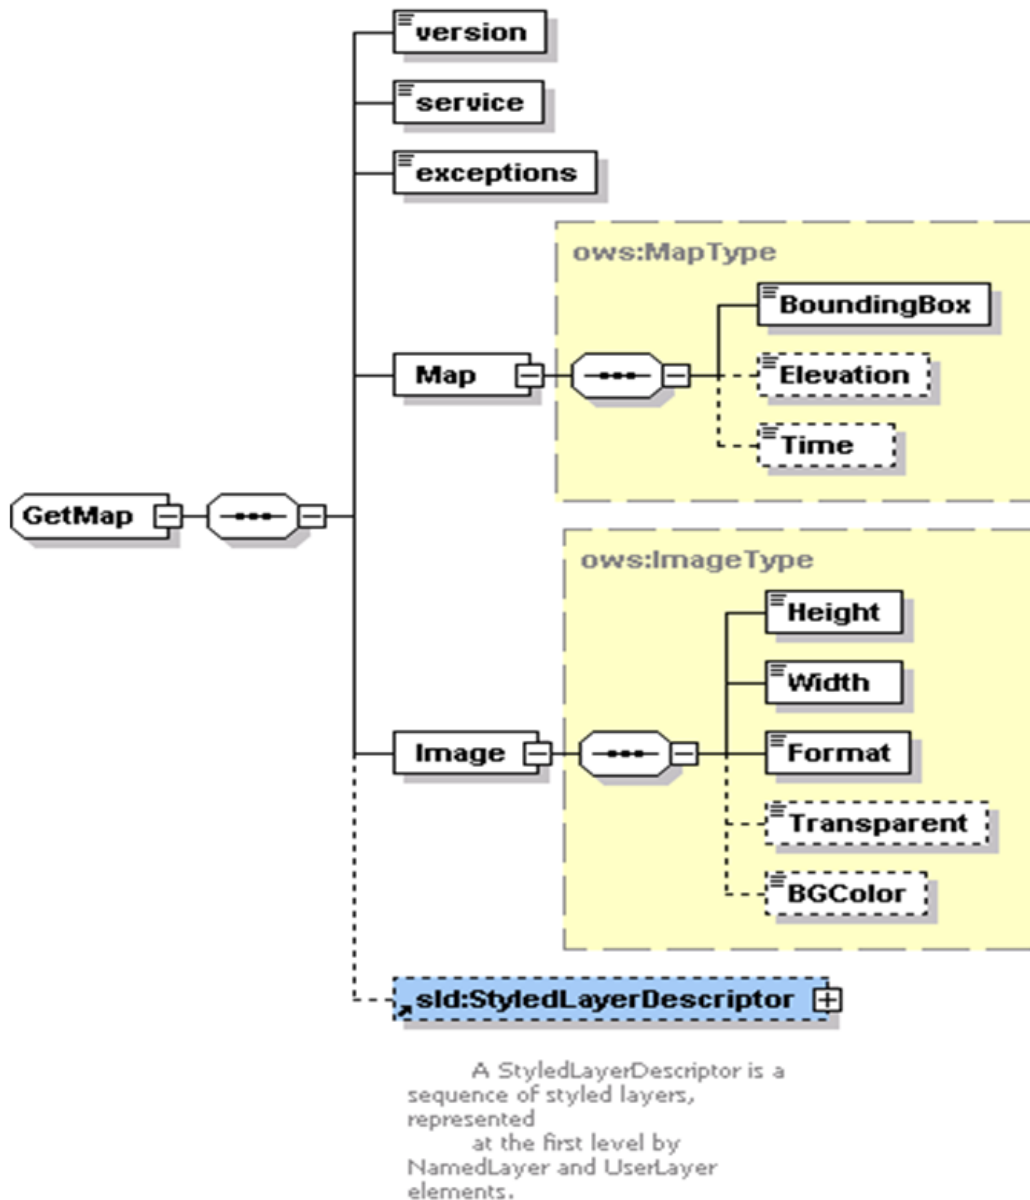 version
service
exceptions
ows:MapType
BoundingBox
Map
Elevation
Time
GetMap
ows:ImageType
Height
Width
Image
Format
Transparent
BGColor
sld:StyledLayerDescriptor
A StyledLayerDescriptor is a
sequence of styled layers,
represented
at the first level by
NamedLayer and UserLayer
elements.